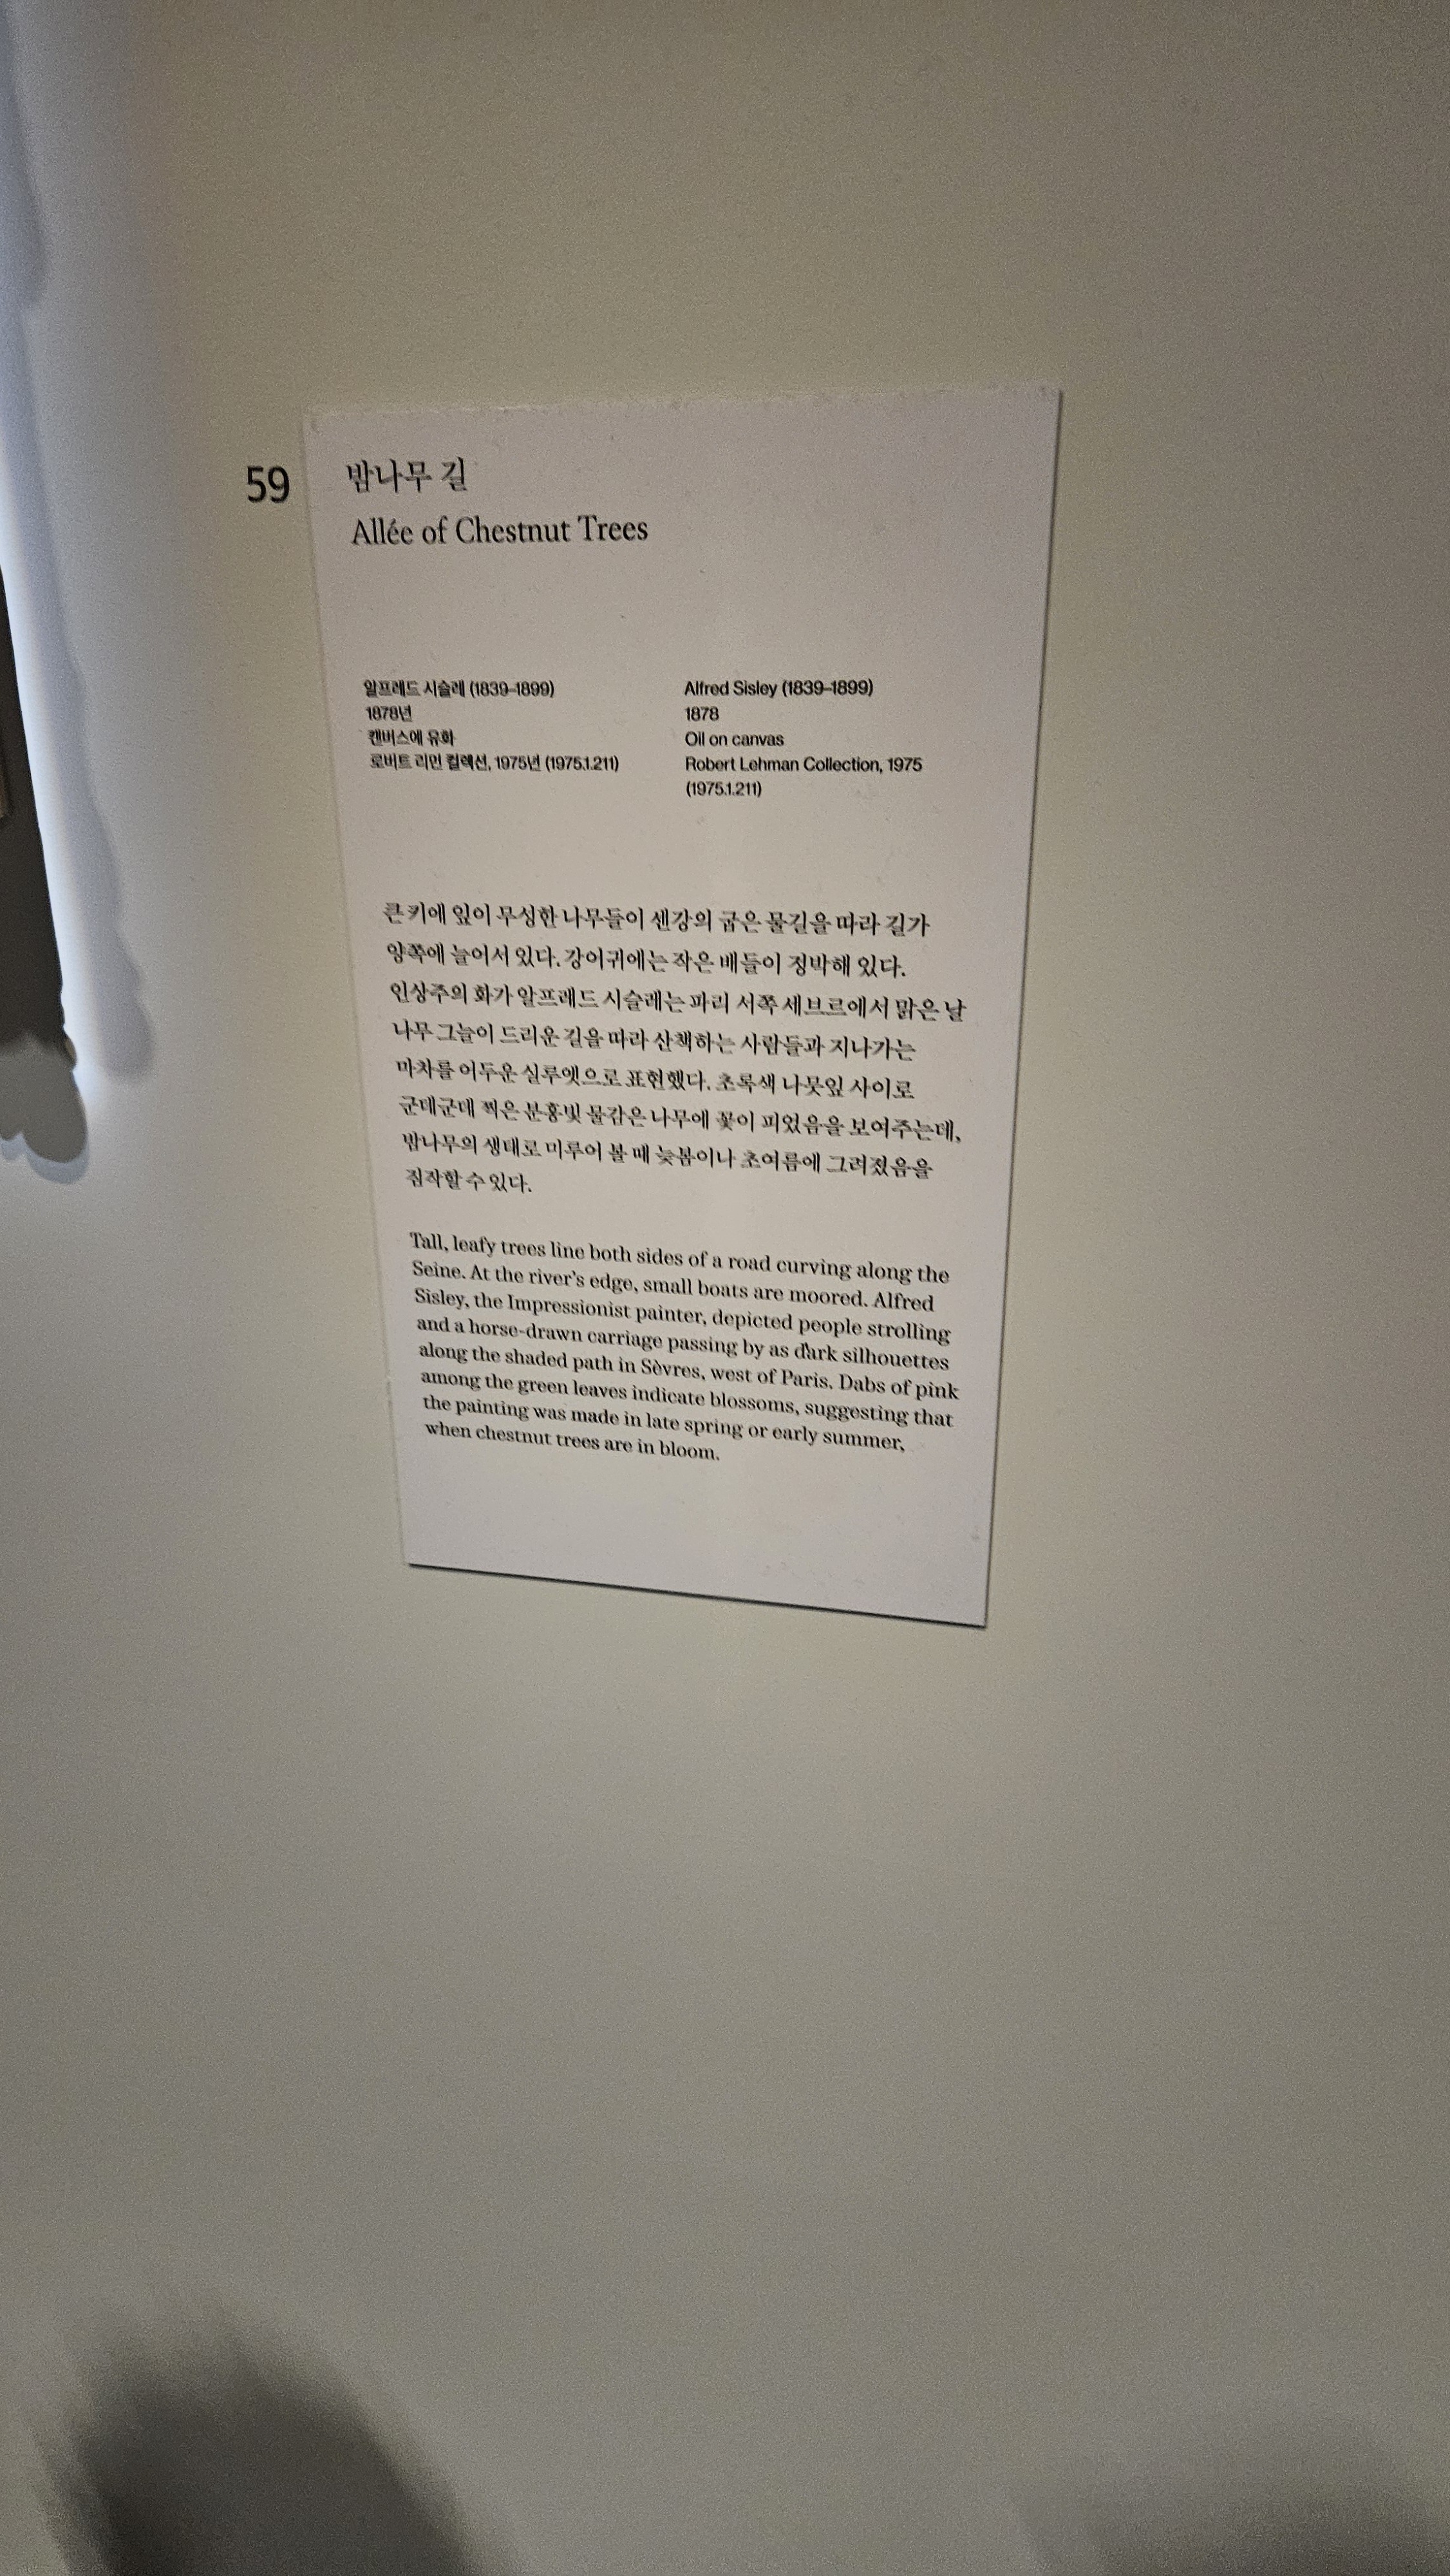 59
밤나무 길
Allée of Chestnut Trees
알프레드 시슬레 (1839–1899)
1878년
캔버스에 유화
로버트 리먼 컬렉션, 1975년 (1975.1.211)
Alfred Sisley (1839–1899)
1878
Oil on canvas
Robert Lehman Collection, 1975
(1975.1.211)
큰 키에 잎이 무성한 나무들이 센강의 굽은 물길을 따라 길가
양쪽에 늘어서 있다. 강어귀에는 작은 배들이 정박해 있다.
인상주의 화가 알프레드 시슬레는 파리 서쪽 세브르에서 맑은 날
나무 그늘이 드리운 길을 따라 산책하는 사람들과 지나가는
마차를 어두운 실루엣으로 표현했다. 초록색 나뭇잎 사이로
군데군데 찍은 분홍빛 물감은 나무에 꽃이 피었음을 보여주는데,
밤나무의 생태로 미루어 볼 때 늦봄이나 초여름에 그려졌음을
짐작할 수 있다.
Tall, leafy trees line both sides of a road curving along the
Seine. At the river’s edge, small boats are moored. Alfred
Sisley, the Impressionist painter, depicted people strolling
and a horse-drawn carriage passing by as dark silhouettes
along the shaded path in Sèvres, west of Paris. Dabs of pink
among the green leaves indicate blossoms, suggesting that
the painting was made in late spring or early summer,
when chestnut trees are in bloom.